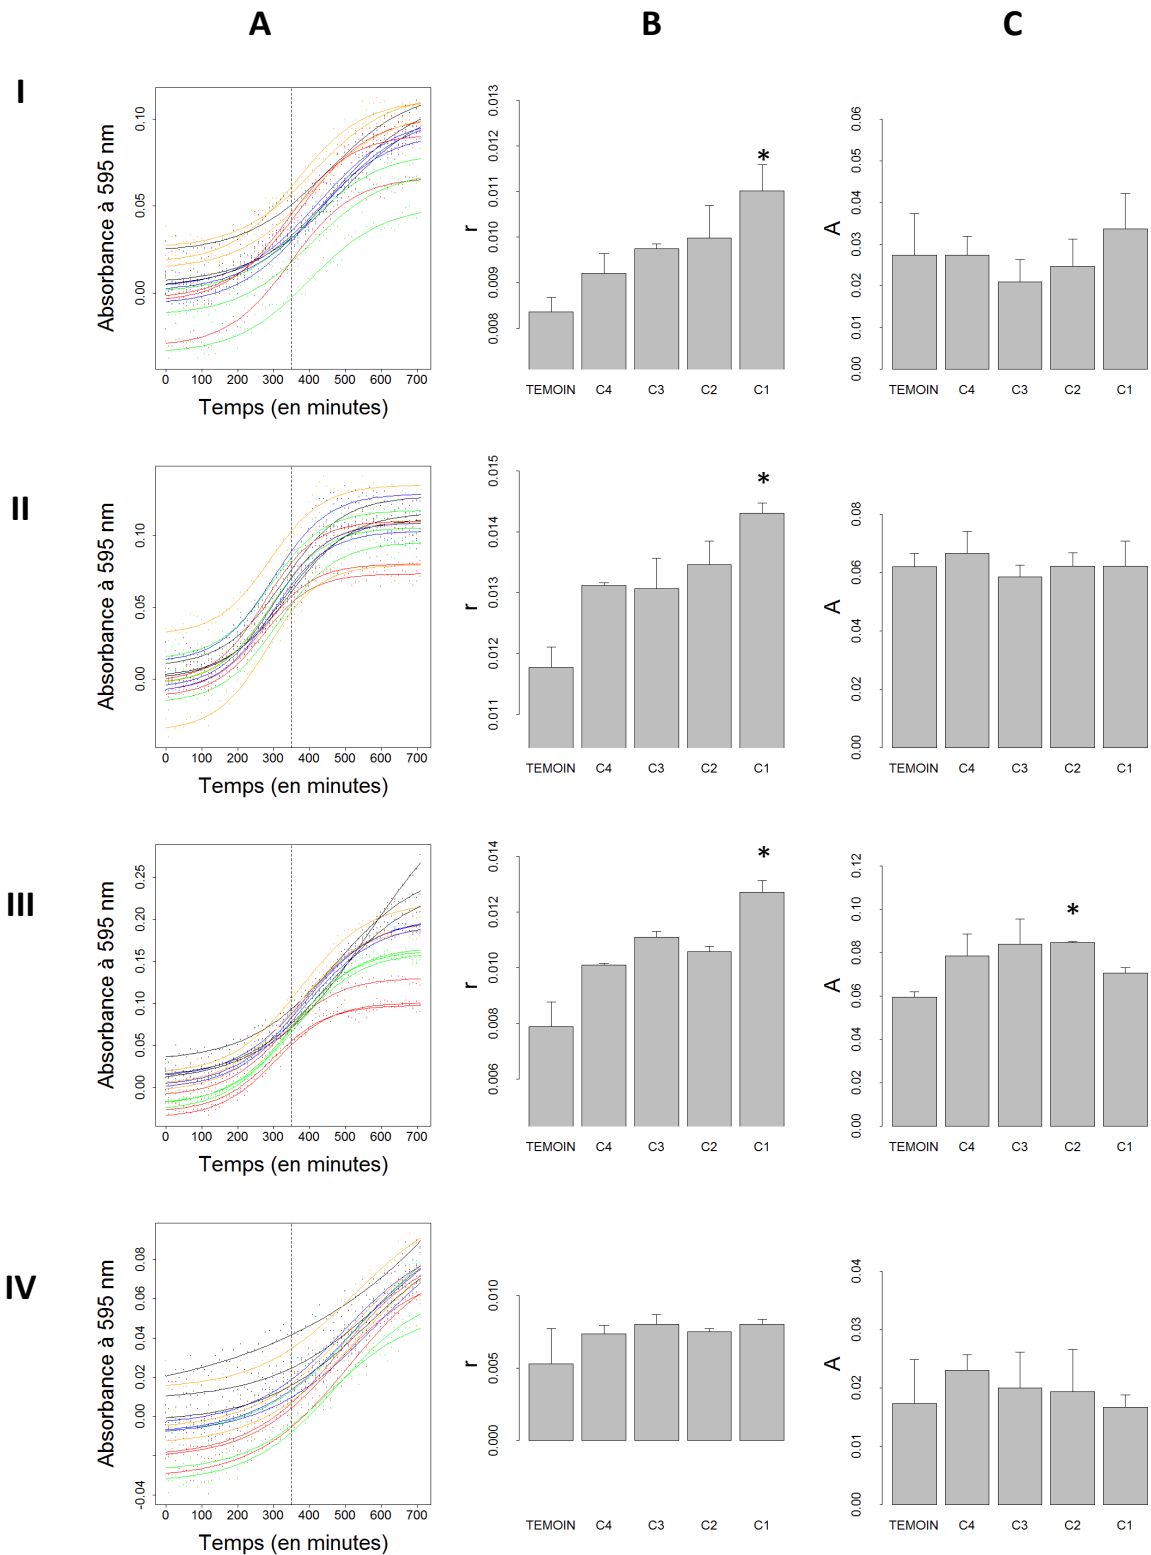 A B C
I
Absorbance à 595 nm
0.00 0.05 0.10
0 100 200 300 400 500 600 700
Temps (en minutes)
r
0.008 0.009 0.010 0.011 0.012 0.013
*
TEMOIN C4 C3 C2 C1
A
0.00 0.01 0.02 0.03 0.04 0.05 0.06
TEMOIN C4 C3 C2 C1
II
Absorbance à 595 nm
0.00 0.05 0.10
0 100 200 300 400 500 600 700
Temps (en minutes)
r
0.011 0.012 0.013 0.014 0.015
*
TEMOIN C4 C3 C2 C1
A
0.00 0.02 0.04 0.06 0.08
TEMOIN C4 C3 C2 C1
III
Absorbance à 595 nm
0.00 0.05 0.10 0.15 0.20 0.25
0 100 200 300 400 500 600 700
Temps (en minutes)
r
0.006 0.008 0.010 0.012 0.014
*
TEMOIN C4 C3 C2 C1
A
0.00 0.02 0.04 0.06 0.08 0.10 0.12
*
TEMOIN C4 C3 C2 C1
IV
Absorbance à 595 nm
-0.04 0.00 0.02 0.04 0.06 0.08
0 100 200 300 400 500 600 700
Temps (en minutes)
r
0.000 0.005 0.010
TEMOIN C4 C3 C2 C1
A
0.00 0.01 0.02 0.03 0.04
TEMOIN C4 C3 C2 C1